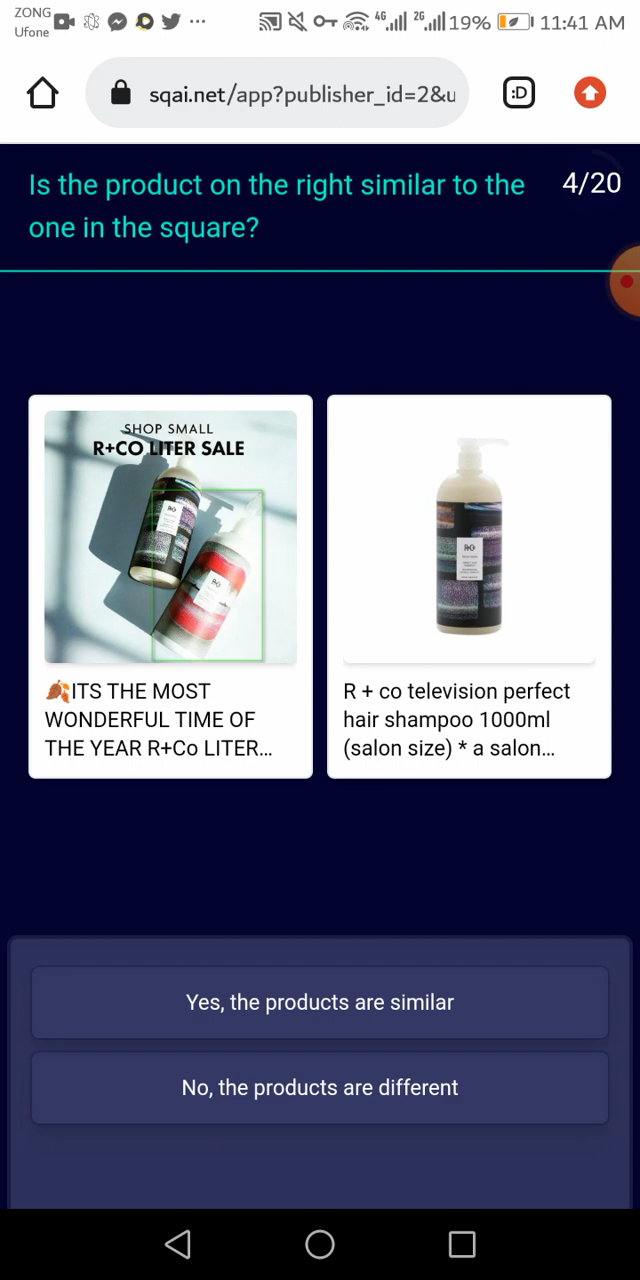 ZONG
Ufone
4G
2G
19%
11:41 AM
sqai.net/app?publisher_id=2&u
:D
Is the product on the right similar to the
one in the square?
4/20
SHOP SMALL
R+CO LITER SALE
🍂ITS THE MOST
WONDERFUL TIME OF
THE YEAR R+Co LITER...
R + co television perfect
hair shampoo 1000ml
(salon size) * a salon...
Yes, the products are similar
No, the products are different